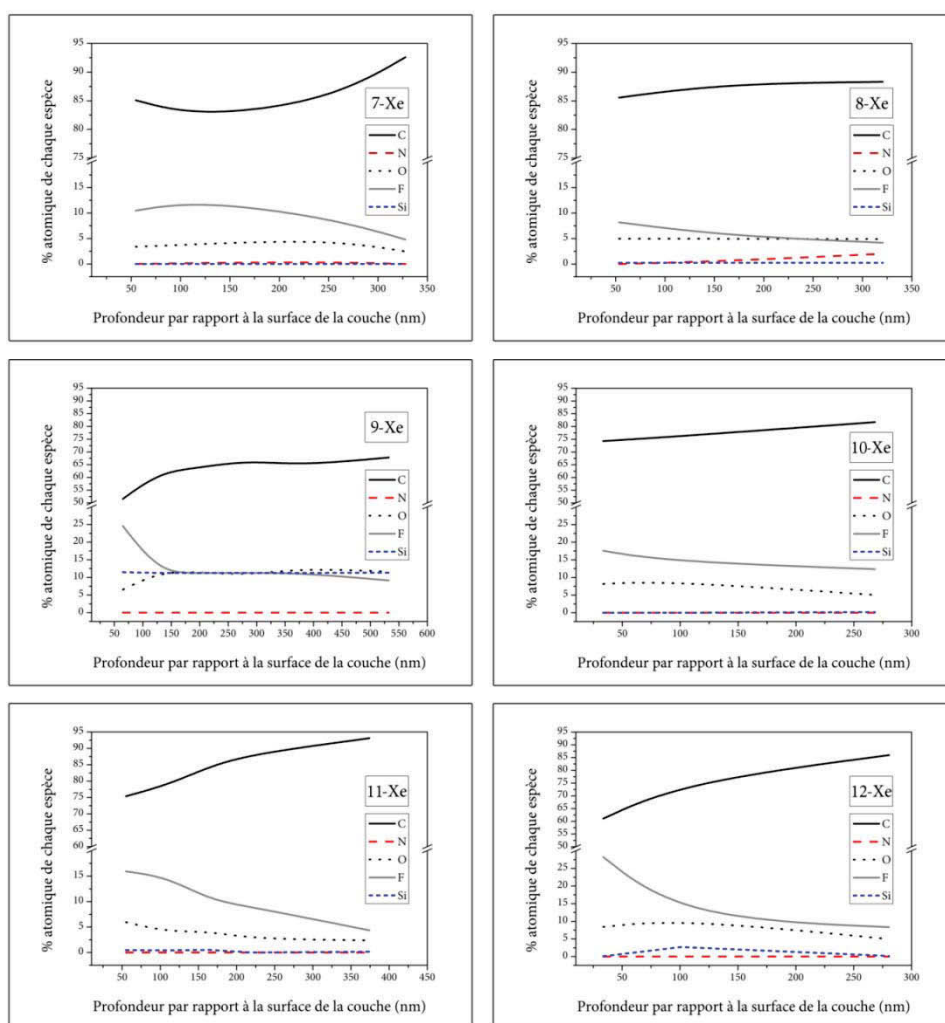 % atomique de chaque espèce
95
90
85
80
75
15
10
5
0
7-Xe
C
N
O
F
Si
50 100 150 200 250 300 350
Profondeur par rapport à la surface de la couche (nm)
% atomique de chaque espèce
95
90
85
80
75
15
10
5
0
8-Xe
C
N
O
F
Si
50 100 150 200 250 300 350
Profondeur par rapport à la surface de la couche (nm)
% atomique de chaque espèce
95
90
85
80
75
70
65
60
55
50
25
20
15
10
5
0
9-Xe
C
N
O
F
Si
50 100 150 200 250 300 350 400 450 500 550 600
Profondeur par rapport à la surface de la couche (nm)
% atomique de chaque espèce
95
90
85
80
75
70
65
60
55
50
25
20
15
10
5
0
10-Xe
C
N
O
F
Si
50 100 150 200 250 300
Profondeur par rapport à la surface de la couche (nm)
% atomique de chaque espèce
95
90
85
80
75
70
65
60
15
10
5
0
11-Xe
C
N
O
F
Si
50 100 150 200 250 300 350 400 450
Profondeur par rapport à la surface de la couche (nm)
% atomique de chaque espèce
95
90
85
80
75
70
65
60
55
50
25
20
15
10
5
0
12-Xe
C
N
O
F
Si
50 100 150 200 250 300
Profondeur par rapport à la surface de la couche (nm)